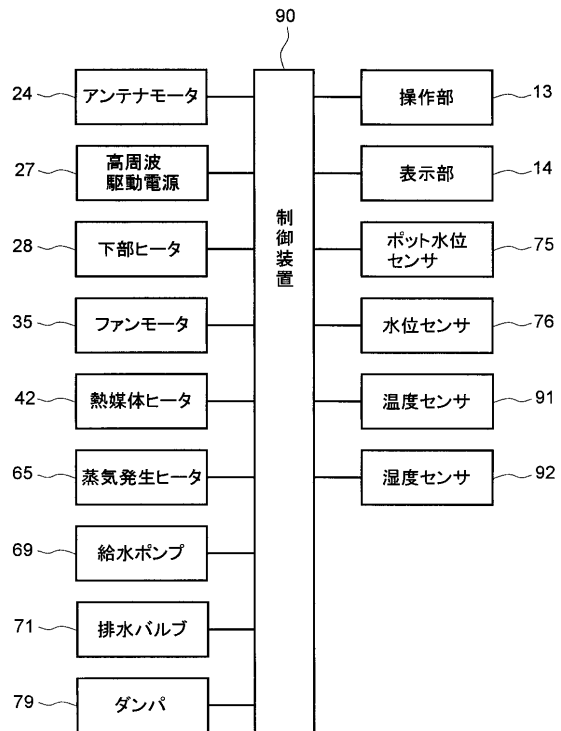 90
24
アンテナモータ
27
高周波
駆動電源
28
下部ヒータ
35
ファンモータ
42
熱媒体ヒータ
65
蒸気発生ヒータ
69
給水ポンプ
71
排水バルブ
79
ダンパ
制御装置
操作部
13
表示部
14
ポット水位
センサ
75
水位センサ
76
温度センサ
91
湿度センサ
92